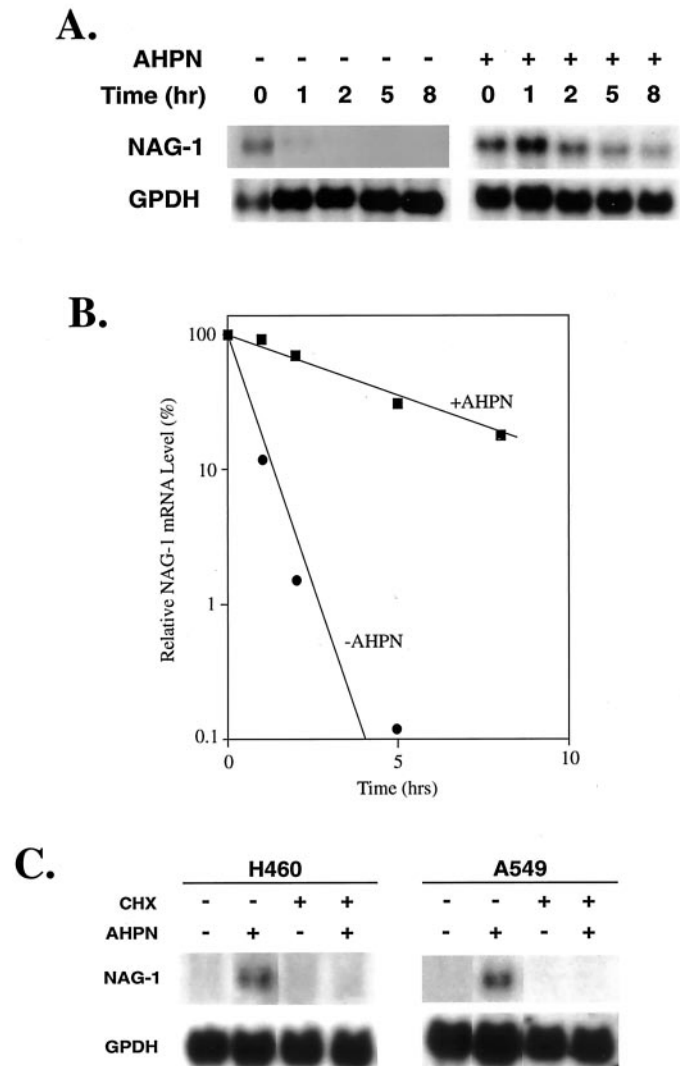 A.
AHPN - - - - - + + + + +
Time (hr) 0 1 2 5 8 0 1 2 5 8
NAG-1
GPDH
B.
Relative NAG-1 mRNA Level (%)
100
10
1
0.1
+AHPN
-AHPN
0 5 10
Time (hrs)
C.
H460 A549
CHX - - + + - - + +
AHPN - + - + - + - +
NAG-1
GPDH